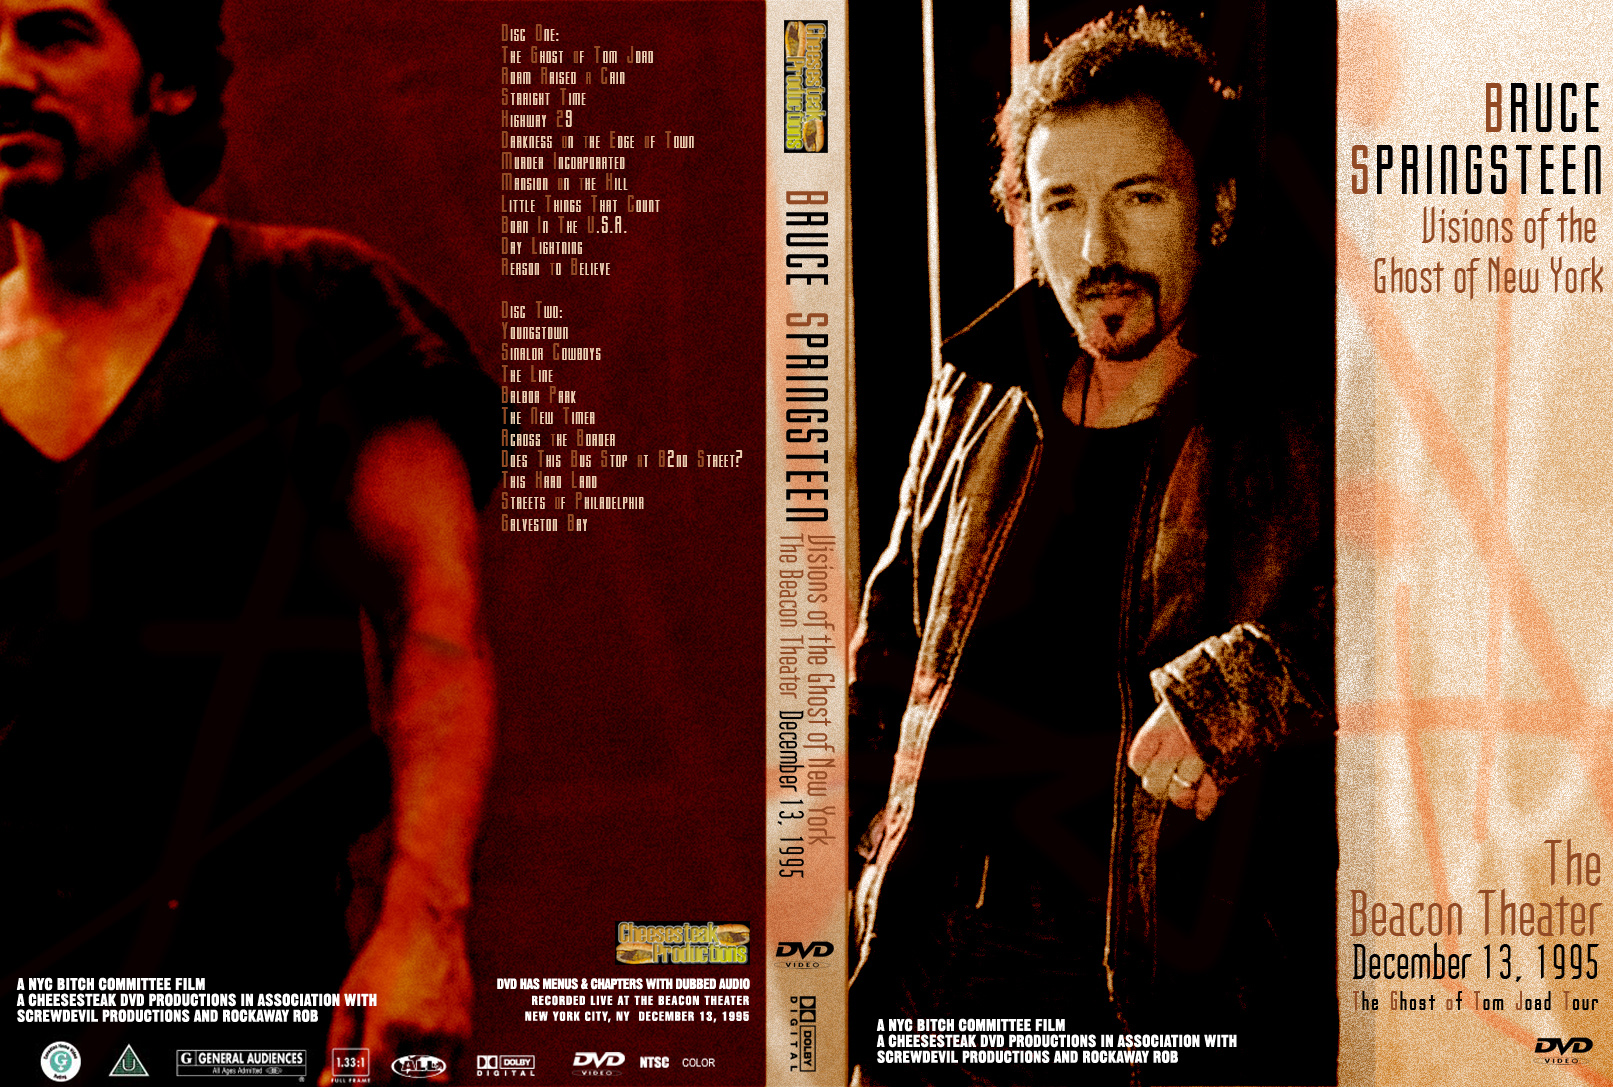 Disc One:
The Ghost of Tom Joad
Adam Raised a Cain
Straight Time
Highway 29
Darkness on the Edge of Town
Murder Incorporated
Mansion on the Hill
Little Things That Count
Born In The U.S.A.
Dry Lightning
Reason to Believe
Disc Two:
Youngstown
Sinaloa Cowboys
The Line
Balboa Park
The New Timer
Across the Border
Does This Bus Stop at 82nd Street?
This Hard Land
Streets of Philadelphia
Galveston Bay
Cheesesteak
Productions
A NYC BITCH COMMITTEE FILM
A CHEESESTEAK DVD PRODUCTIONS IN ASSOCIATION WITH
SCREWDEVIL PRODUCTIONS AND ROCKAWAY ROB
DVD HAS MENUS & CHAPTERS WITH DUBBED AUDIO
RECORDED LIVE AT THE BEACON THEATER
NEW YORK CITY, NY DECEMBER 13, 1995
G
U
G GENERAL AUDIENCES
All Ages Admitted
1.33:1
FULL FRAME
ALL
DOLBY
DIGITAL
DVD
VIDEO
NTSC
COLOR
Cheesesteak
Productions
BRUCE SPRINGSTEEN
Visions of the Ghost of New York
The Beacon Theater December 13, 1995
DVD
VIDEO
DOLBY
DIGITAL
BRUCE
SPRINGSTEEN
Visions of the
Ghost of New York
The
Beacon Theater
December 13, 1995
The Ghost of Tom Joad Tour
A NYC BITCH COMMITTEE FILM
A CHEESESTEAK DVD PRODUCTIONS IN ASSOCIATION WITH
SCREWDEVIL PRODUCTIONS AND ROCKAWAY ROB
DVD
VIDEO